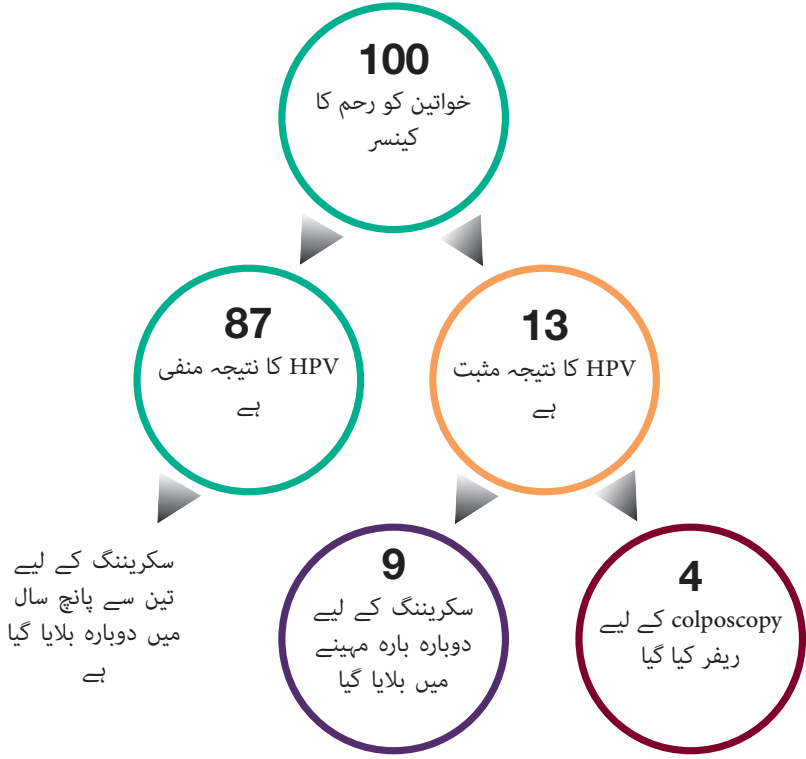 100
خواتین کو رحم کا
کینسر
87
HPV کا نتیجہ منفی
ہے
13
HPV کا نتیجہ مثبت
ہے
سکریننگ کے لیے
تین سے پانچ سال
میں دوبارہ بلایا گیا
ہے
9
سکریننگ کے لیے
دوبارہ بارہ مہینے
میں بلایا گیا
4
colposcopy کے لیے
ریفر کیا گیا